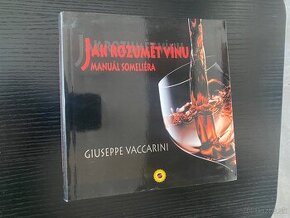 JAK ROZUMĚT VÍNU
MANUÁL SOMELIÉRA
GIUSEPPE VACCARINI